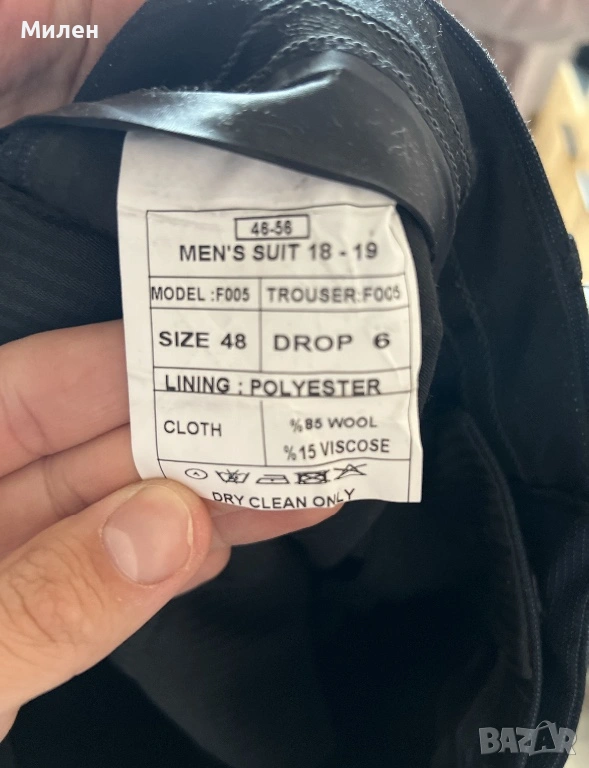 Милен
46-56
MEN'S SUIT 18 - 19
MODEL :F005 TROUSER:F005
SIZE 48 DROP 6
LINING : POLYESTER
CLOTH %85 WOOL
%15 VISCOSE
DRY CLEAN ONLY
BAZAR